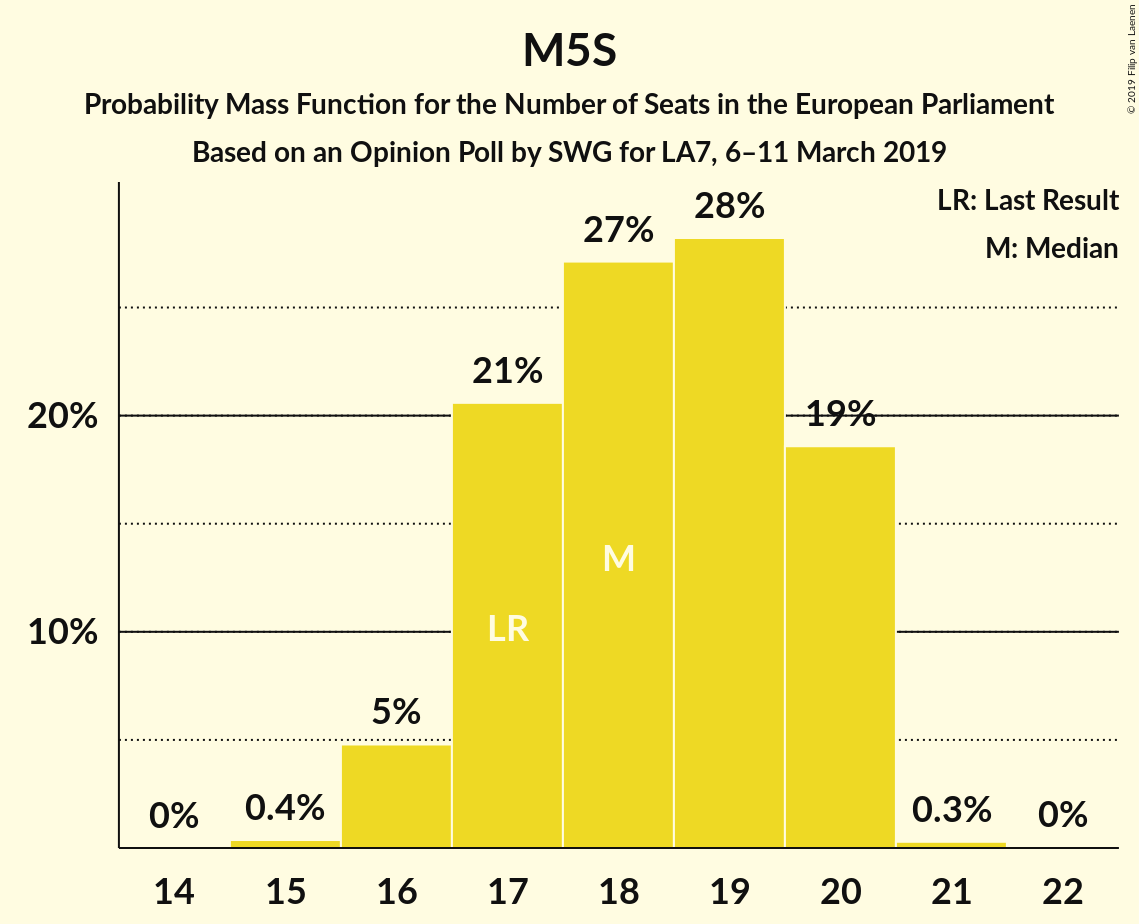 M5S
Probability Mass Function for the Number of Seats in the European Parliament
Based on an Opinion Poll by SWG for LA7, 6–11 March 2019
© 2019 Filip van Laenen
LR: Last Result
M: Median
28%
27%
21%
20%
19%
M
LR
10%
5%
0%
0.4%
0.3%
0%
14 15 16 17 18 19 20 21 22